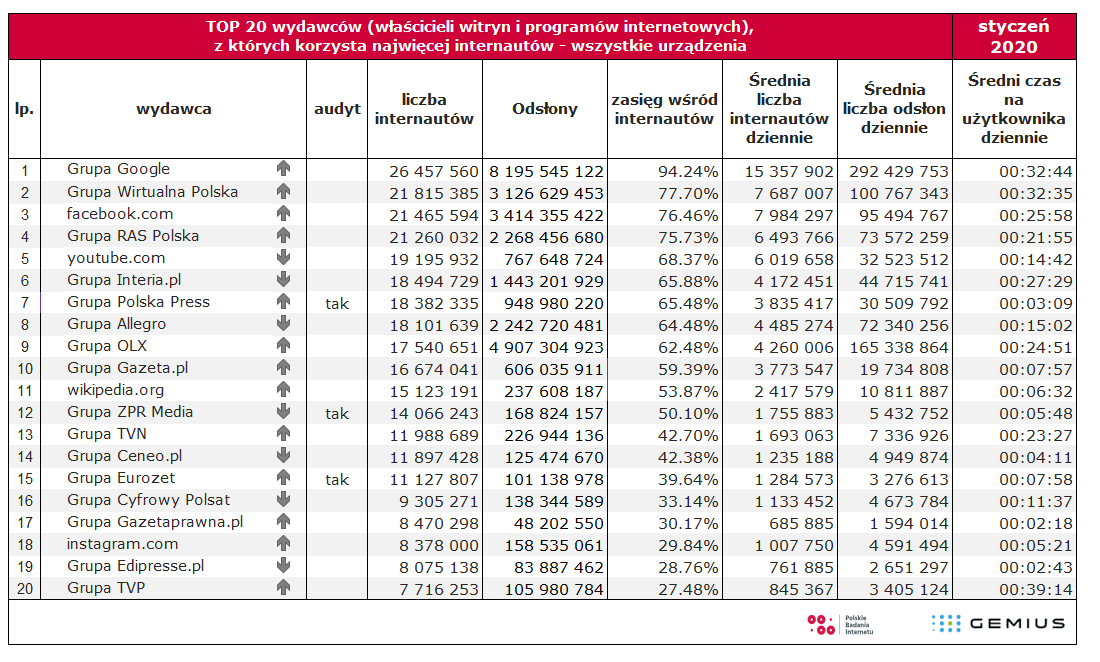 TOP 20 wydawców (właścicieli witryn i programów internetowych),
z których korzysta najwięcej internautów - wszystkie urządzenia
styczeń
2020
lp. wydawca audyt liczba internautów Odsłony zasięg wśród internautów Średnia liczba internautów dziennie Średnia liczba odsłon dziennie Średni czas na użytkownika dziennie
1 Grupa Google 26 457 560 8 195 545 122 94.24% 15 357 902 292 429 753 00:32:44
2 Grupa Wirtualna Polska 21 815 385 3 126 629 453 77.70% 7 687 007 100 767 343 00:32:35
3 facebook.com 21 465 594 3 414 355 422 76.46% 7 984 297 95 494 767 00:25:58
4 Grupa RAS Polska 21 260 032 2 268 456 680 75.73% 6 493 766 73 572 259 00:21:55
5 youtube.com 19 195 932 767 648 724 68.37% 6 019 658 32 523 512 00:14:42
6 Grupa Interia.pl 18 494 729 1 443 201 929 65.88% 4 172 451 44 715 741 00:27:29
7 Grupa Polska Press tak 18 382 335 948 980 220 65.48% 3 835 417 30 509 792 00:03:09
8 Grupa Allegro 18 101 639 2 242 720 481 64.48% 4 485 274 72 340 256 00:15:02
9 Grupa OLX 17 540 651 4 907 304 923 62.48% 4 260 006 165 338 864 00:24:51
10 Grupa Gazeta.pl 16 674 041 606 035 911 59.39% 3 773 547 19 734 808 00:07:57
11 wikipedia.org 15 123 191 237 608 187 53.87% 2 417 579 10 811 887 00:06:32
12 Grupa ZPR Media tak 14 066 243 168 824 157 50.10% 1 755 883 5 432 752 00:05:48
13 Grupa TVN 11 988 689 226 944 136 42.70% 1 693 063 7 336 926 00:23:27
14 Grupa Ceneo.pl 11 897 428 125 474 670 42.38% 1 235 188 4 949 874 00:04:11
15 Grupa Eurozet tak 11 127 807 101 138 978 39.64% 1 284 573 3 276 613 00:07:58
16 Grupa Cyfrowy Polsat 9 305 271 138 344 589 33.14% 1 133 452 4 673 784 00:11:37
17 Grupa Gazetaprawna.pl 8 470 298 48 202 550 30.17% 685 885 1 594 014 00:02:18
18 instagram.com 8 378 000 158 535 061 29.84% 1 007 750 4 591 494 00:05:21
19 Grupa Edipresse.pl 8 075 138 83 887 462 28.76% 761 885 2 651 297 00:02:43
20 Grupa TVP 7 716 253 105 980 784 27.48% 845 367 3 405 124 00:39:14
Polskie
Badania
Internetu
GEMIUS